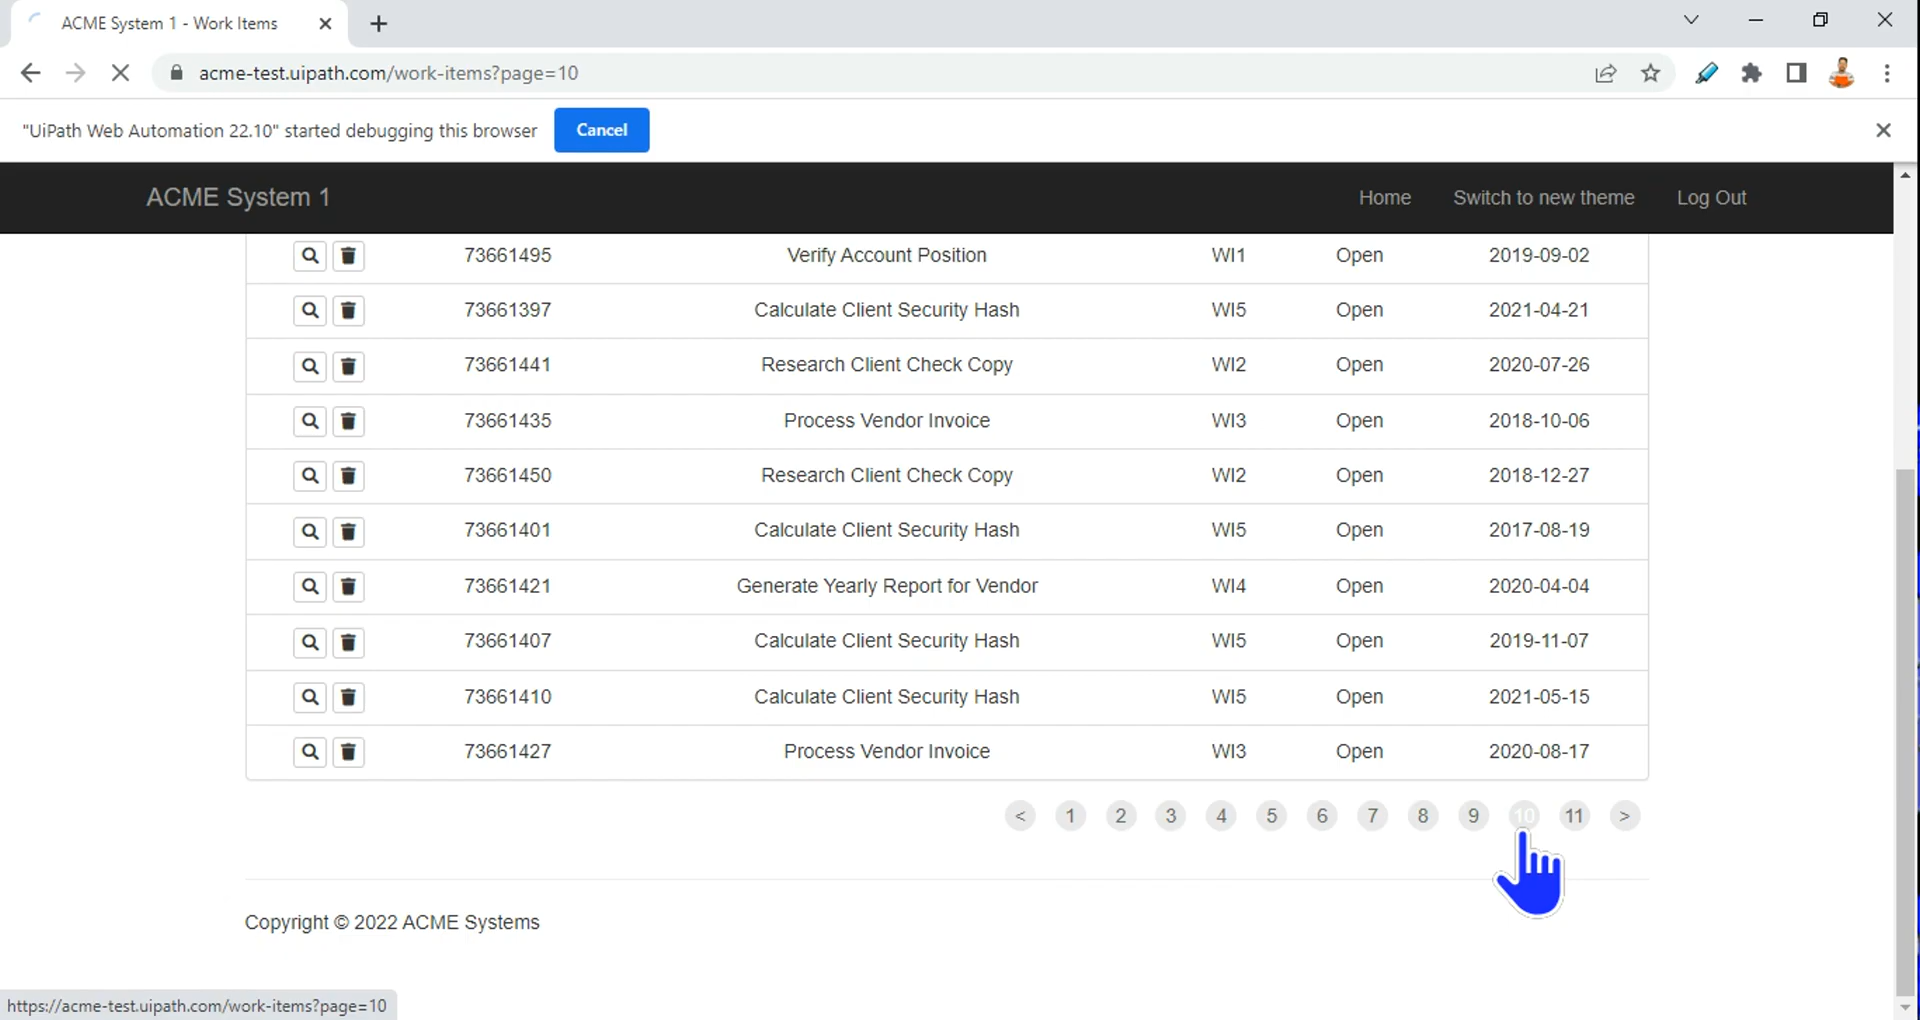 ACME System 1 - Work Items
acme-test.uipath.com/work-items?page=10
"UiPath Web Automation 22.10" started debugging this browser Cancel
ACME System 1 Home Switch to new theme Log Out
73661495 Verify Account Position WI1 Open 2019-09-02
73661397 Calculate Client Security Hash WI5 Open 2021-04-21
73661441 Research Client Check Copy WI2 Open 2020-07-26
73661435 Process Vendor Invoice WI3 Open 2018-10-06
73661450 Research Client Check Copy WI2 Open 2018-12-27
73661401 Calculate Client Security Hash WI5 Open 2017-08-19
73661421 Generate Yearly Report for Vendor WI4 Open 2020-04-04
73661407 Calculate Client Security Hash WI5 Open 2019-11-07
73661410 Calculate Client Security Hash WI5 Open 2021-05-15
73661427 Process Vendor Invoice WI3 Open 2020-08-17
< 1 2 3 4 5 6 7 8 9 10 11 >
Copyright © 2022 ACME Systems
https://acme-test.uipath.com/work-items?page=10